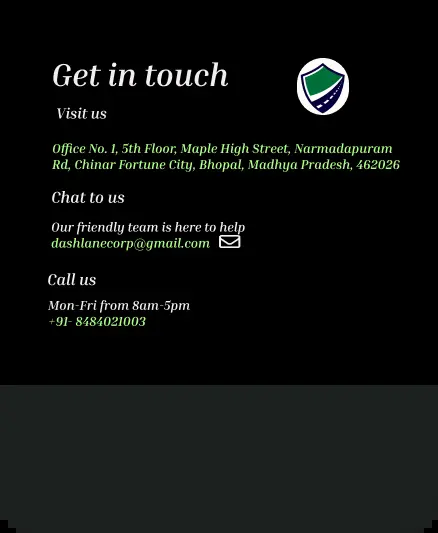 Get in touch
Visit us
Office No. 1, 5th Floor, Maple High Street, Narmadapuram
Rd, Chinar Fortune City, Bhopal, Madhya Pradesh, 462026
Chat to us
Our friendly team is here to help
dashlanecorp@gmail.com
Call us
Mon-Fri from 8am-5pm
+91- 8484021003